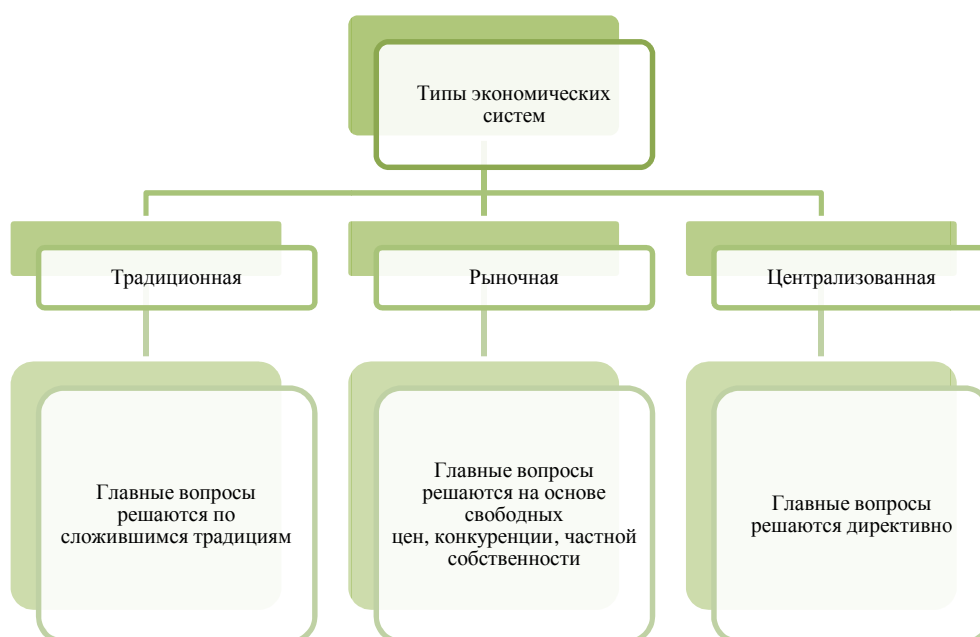 Типы экономических
систем
Традиционная
Рыночная
Централизованная
Главные вопросы
решаются по
сложившимся традициям
Главные вопросы
решаются на основе
свободных
цен, конкуренции, частной
собственности
Главные вопросы
решаются директивно